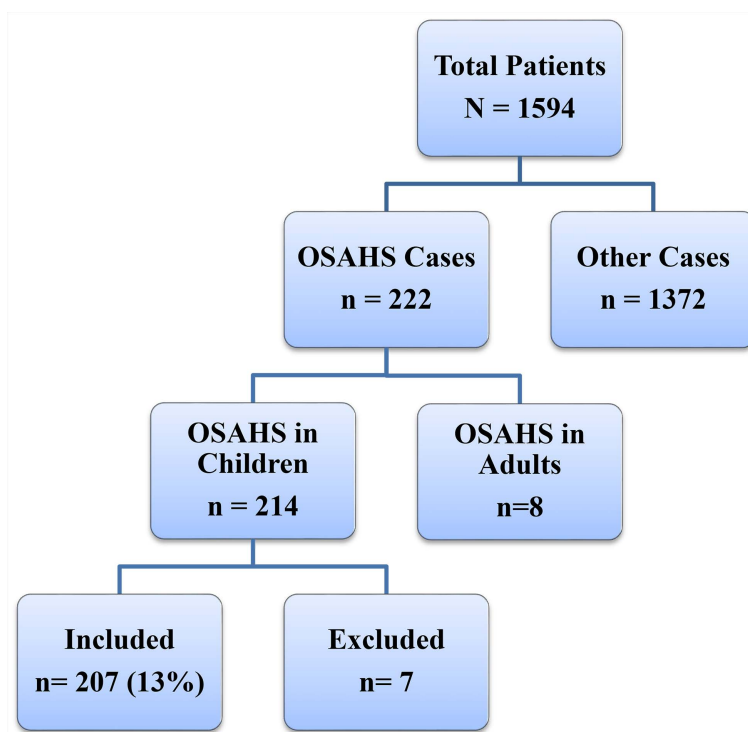 Total Patients
N = 1594
OSAHS Cases
n = 222
Other Cases
n = 1372
OSAHS in
Children
n = 214
OSAHS in
Adults
n=8
Included
n= 207 (13%)
Excluded
n= 7